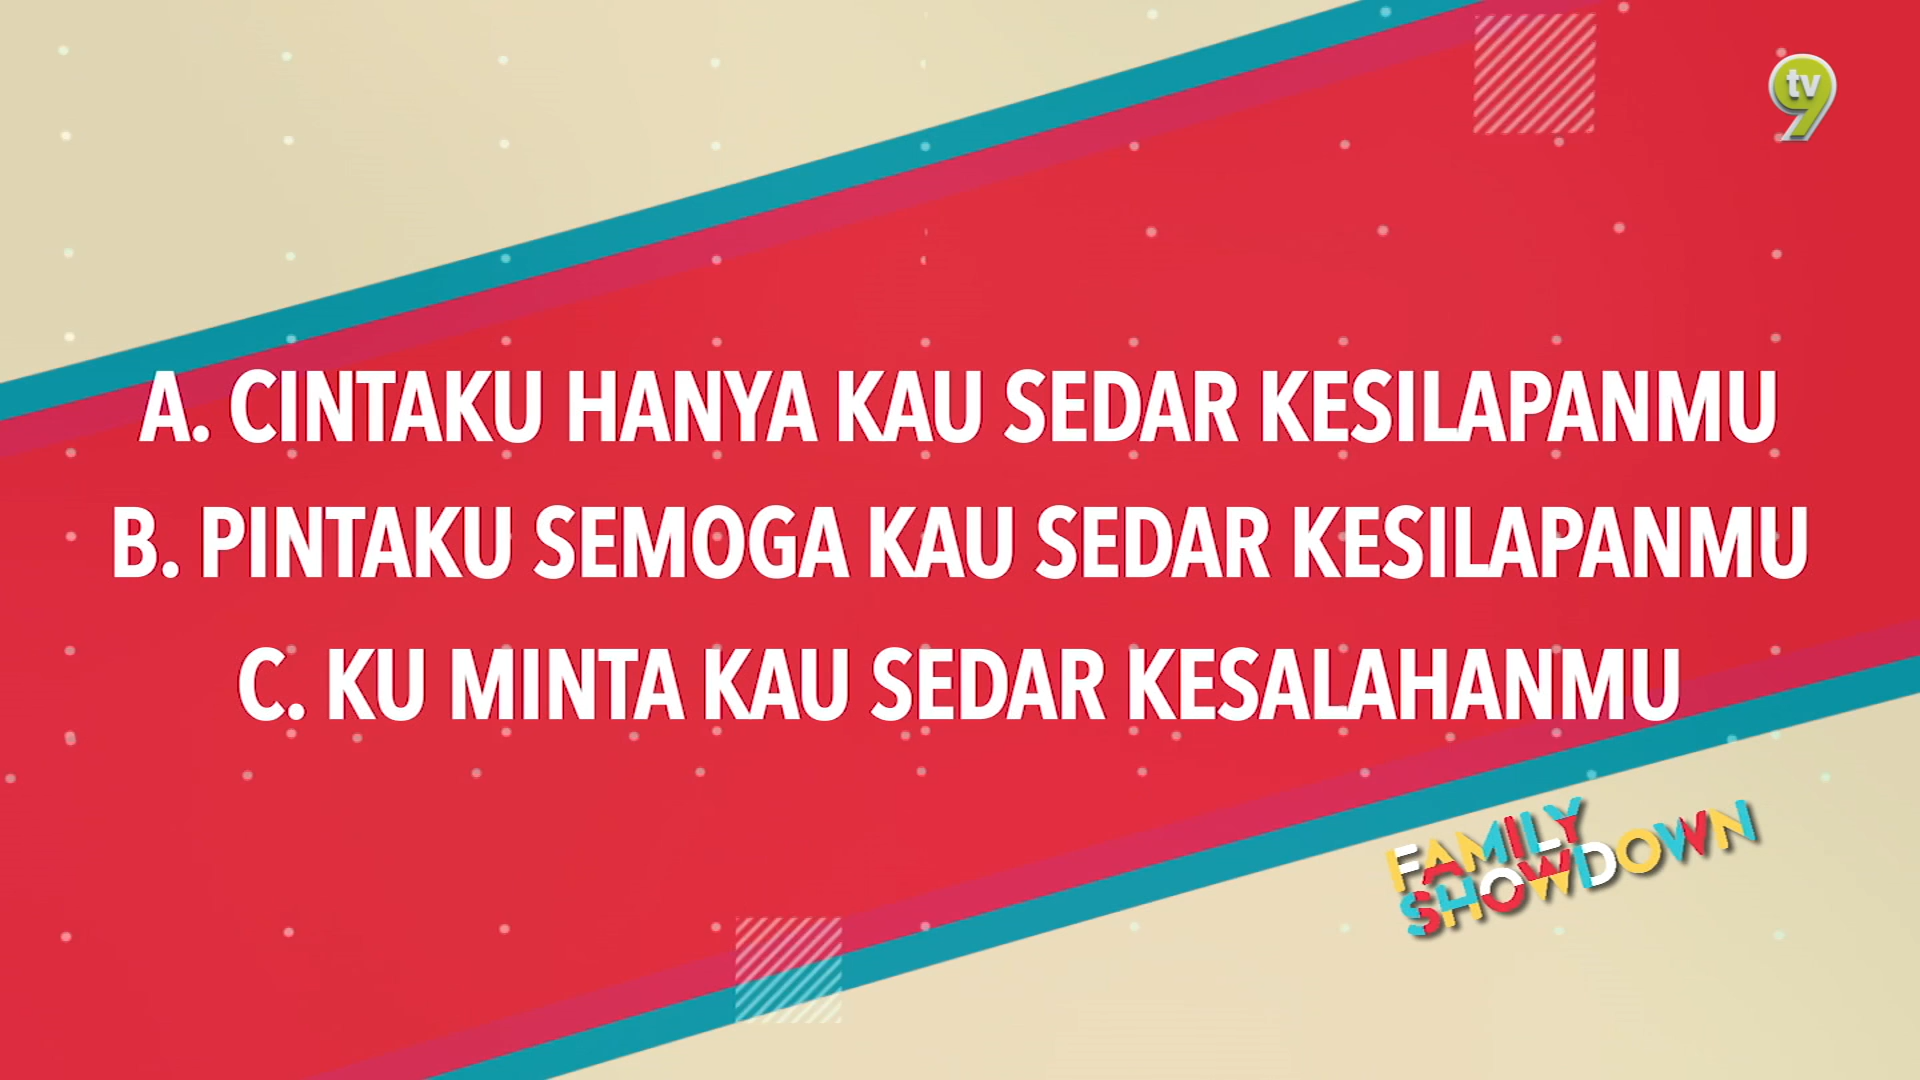 tv9
A. CINTAKU HANYA KAU SEDAR KESILAPANMU
B. PINTAKU SEMOGA KAU SEDAR KESILAPANMU
C. KU MINTA KAU SEDAR KESALAHANMU
FAMILY
SHOWDOWN